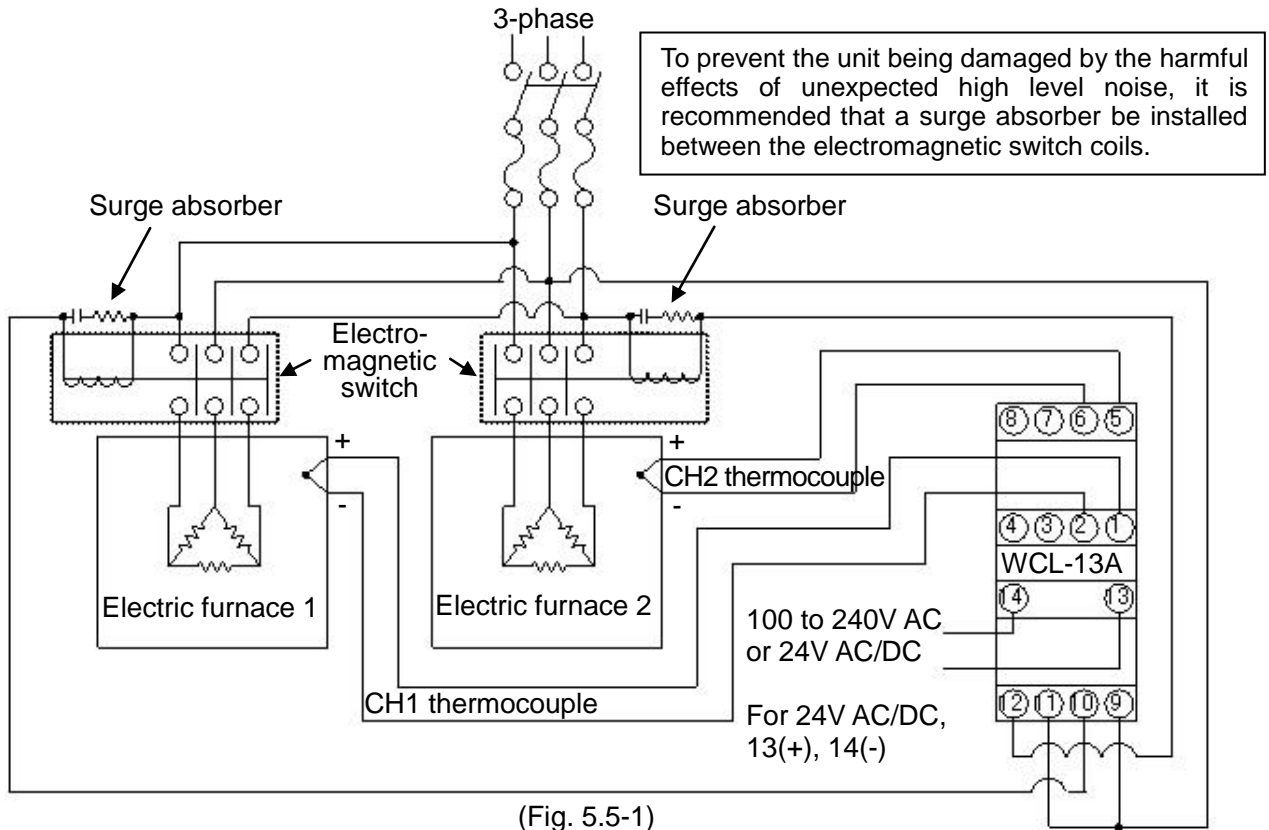 3-phase
To prevent the unit being damaged by the harmful
effects of unexpected high level noise, it is
recommended that a surge absorber be installed
between the electromagnetic switch coils.
Surge absorber
Surge absorber
Electro-
magnetic
switch
+
-
+
-
CH2 thermocouple
8 7 6 5
4 3 2 1
WCL-13A
14 13
12 11 10 9
Electric furnace 1
Electric furnace 2
100 to 240V AC
or 24V AC/DC
CH1 thermocouple
For 24V AC/DC,
13(+), 14(-)
(Fig. 5.5-1)